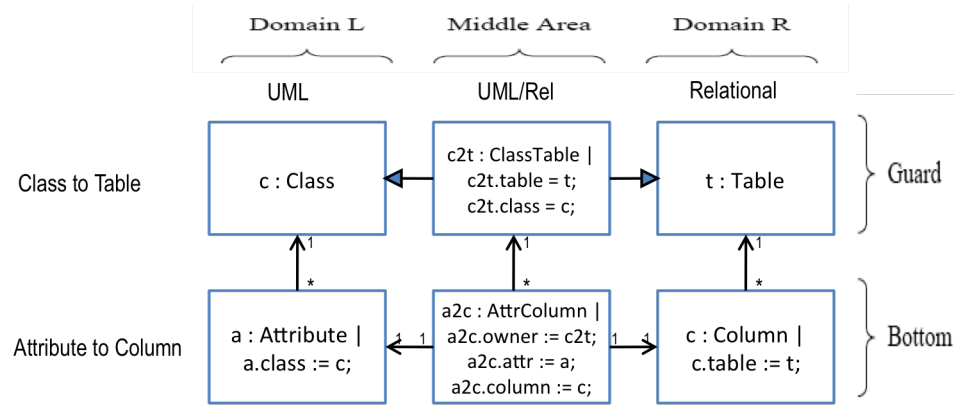 Domain L Middle Area Domain R
UML UML/Rel Relational
Class to Table
c : Class
c2t : ClassTable |
c2t.table = t;
c2t.class = c;
t : Table
Guard
1 1 1
* * *
Attribute to Column
a : Attribute |
a.class := c;
1 1
a2c : AttrColumn |
a2c.owner := c2t;
a2c.attr := a;
a2c.column := c;
1 1
c : Column |
c.table := t;
Bottom